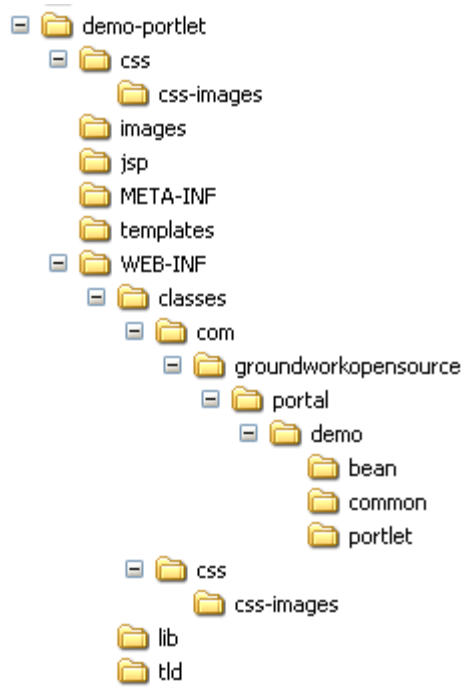 demo-portlet
css
css-images
images
jsp
META-INF
templates
WEB-INF
classes
com
groundworkopensource
portal
demo
bean
common
portlet
css
css-images
lib
tld